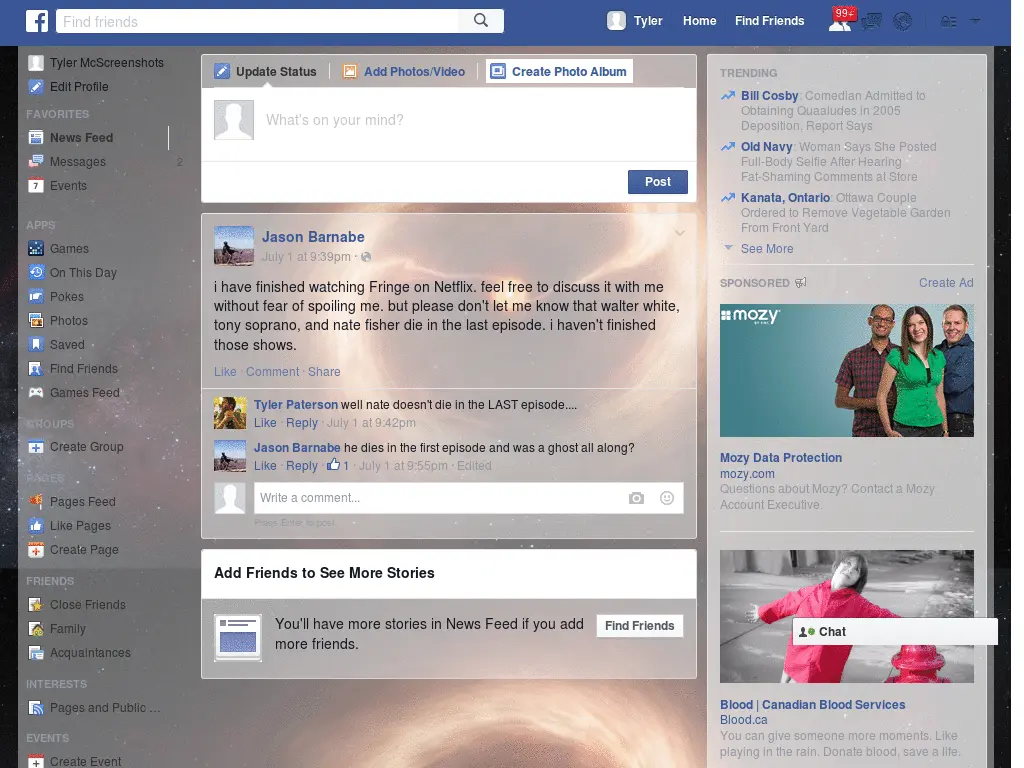 Find friends
Tyler
Home
Find Friends
99+
Tyler McScreenshots
Edit Profile
FAVORITES
News Feed
Messages 2
7 Events
APPS
Games
On This Day
Pokes
Photos
Saved
Find Friends
Games Feed
GROUPS
Create Group
PAGES
Pages Feed
Like Pages
Create Page
FRIENDS
Close Friends
Family
Acquaintances
INTERESTS
Pages and Public ...
EVENTS
Create Event
Update Status
Add Photos/Video
Create Photo Album
What's on your mind?
Post
Jason Barnabe
July 1 at 9:39pm ·
i have finished watching Fringe on Netflix. feel free to discuss it with me
without fear of spoiling me. but please don't let me know that walter white,
tony soprano, and nate fisher die in the last episode. i haven't finished
those shows.
Like · Comment · Share
Tyler Paterson well nate doesn't die in the LAST episode....
Like · Reply · July 1 at 9:42pm
Jason Barnabe he dies in the first episode and was a ghost all along?
Like · Reply · 1 · July 1 at 9:55pm · Edited
Write a comment...
Press Enter to post.
Add Friends to See More Stories
You'll have more stories in News Feed if you add
more friends.
Find Friends
TRENDING
Bill Cosby: Comedian Admitted to
Obtaining Quaaludes in 2005
Deposition, Report Says
Old Navy: Woman Says She Posted
Full-Body Selfie After Hearing
Fat-Shaming Comments at Store
Kanata, Ontario: Ottawa Couple
Ordered to Remove Vegetable Garden
From Front Yard
See More
SPONSORED
Create Ad
mozy
BY EMC
Mozy Data Protection
mozy.com
Questions about Mozy? Contact a Mozy
Account Executive.
Chat
Blood | Canadian Blood Services
Blood.ca
You can give someone more moments. Like
playing in the rain. Donate blood, save a life.